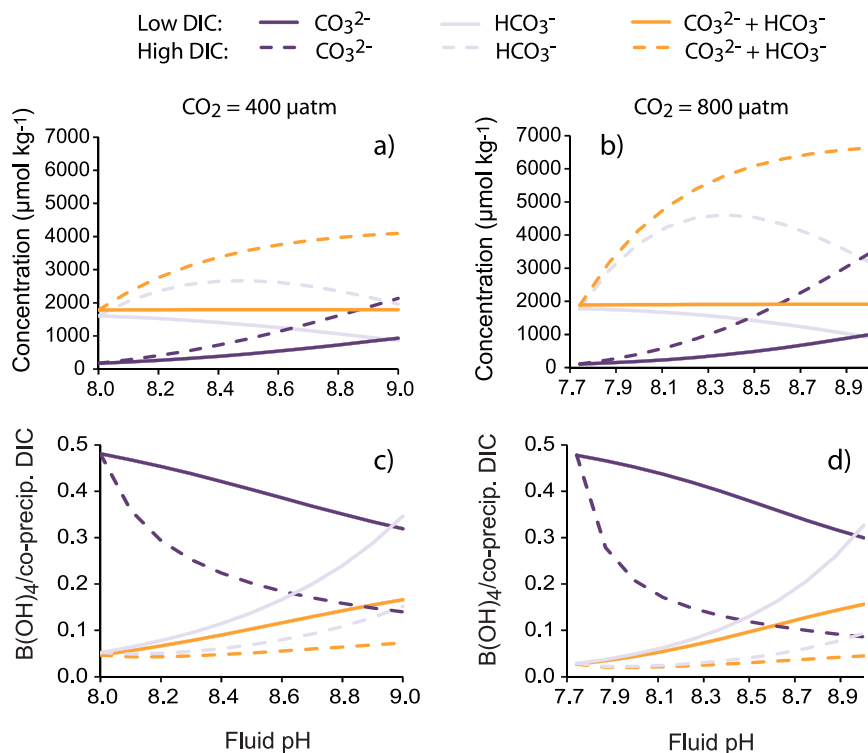 Low DIC: CO₃²⁻ HCO₃⁻ CO₃²⁻ + HCO₃⁻
High DIC: CO₃²⁻ HCO₃⁻ CO₃²⁻ + HCO₃⁻
CO₂ = 400 µatm
CO₂ = 800 µatm
a)
Concentration (µmol kg⁻¹)
7000
6000
5000
4000
3000
2000
1000
0
8.0 8.2 8.4 8.6 8.8 9.0
b)
Concentration (µmol kg⁻¹)
7000
6000
5000
4000
3000
2000
1000
0
7.7 7.9 8.1 8.3 8.5 8.7 8.9
c)
B(OH)₄/co-precip. DIC
0.5
0.4
0.3
0.2
0.1
0.0
8.0 8.2 8.4 8.6 8.8 9.0
Fluid pH
d)
B(OH)₄/co-precip. DIC
0.5
0.4
0.3
0.2
0.1
0.0
7.7 7.9 8.1 8.3 8.5 8.7 8.9
Fluid pH